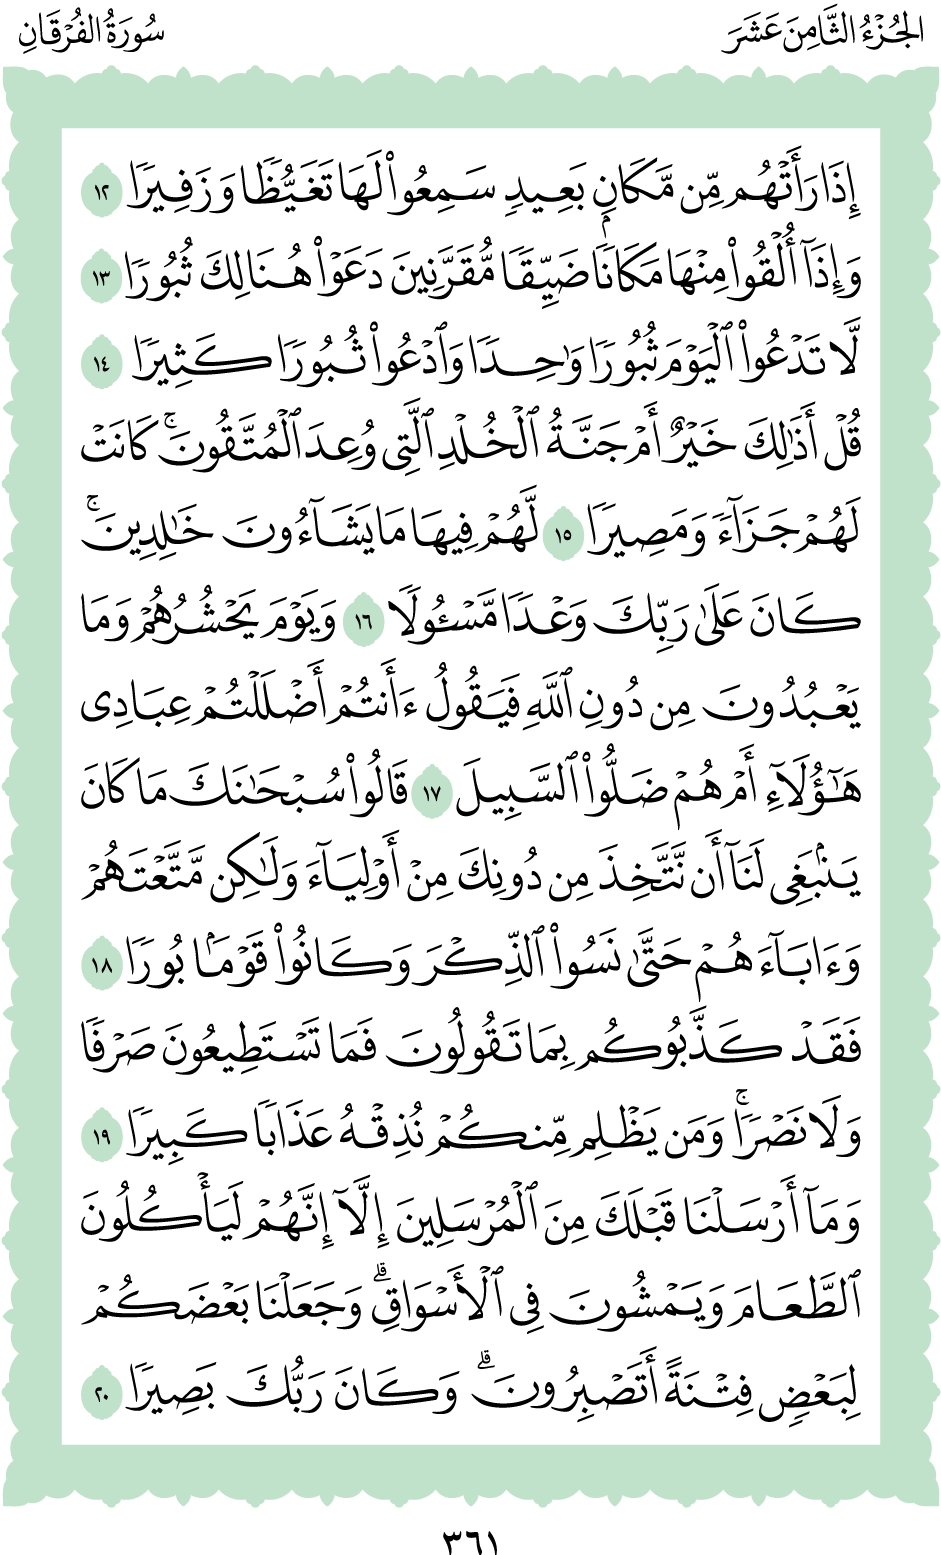 الجُزْءُ الثَّامِنَ عَشَرَ
سُورَةُ الفُرْقَانِ
إِذَا رَأَتْهُم مِّن مَّكَانِۭ بَعِيدٖ سَمِعُواْ لَهَا تَغَيُّظٗا وَزَفِيرٗا ١٢
وَإِذَآ أُلۡقُواْ مِنۡهَا مَكَانٗا ضَيِّقٗا مُّقَرَّنِينَ دَعَوۡاْ هُنَالِكَ ثُبُورٗا ١٣
لَّا تَدۡعُواْ ٱلۡيَوۡمَ ثُبُورٗا وَٰحِدٗا وَٱدۡعُواْ ثُبُورٗا كَثِيرٗا ١٤
قُلۡ أَذَٰلِكَ خَيۡرٌ أَمۡ جَنَّةُ ٱلۡخُلۡدِ ٱلَّتِي وُعِدَ ٱلۡمُتَّقُونَۚ كَانَتۡ
لَهُمۡ جَزَآءٗ وَمَصِيرٗا ١٥ لَّهُمۡ فِيهَا مَا يَشَآءُونَ خَٰلِدِينَۚ
كَانَ عَلَىٰ رَبِّكَ وَعۡدٗا مَّسۡـُٔولٗا ١٦ وَيَوۡمَ يَحۡشُرُهُمۡ وَمَا
يَعۡبُدُونَ مِن دُونِ ٱللَّهِ فَيَقُولُ ءَأَنتُمۡ أَضۡلَلۡتُمۡ عِبَادِي
هَٰٓؤُلَآءِ أَمۡ هُمۡ ضَلُّواْ ٱلسَّبِيلَ ١٧ قَالُواْ سُبۡحَٰنَكَ مَا كَانَ
يَنۢبَغِي لَنَآ أَن نَّتَّخِذَ مِن دُونِكَ مِنۡ أَوۡلِيَآءَ وَلَٰكِن مَّتَّعۡتَهُمۡ
وَءَابَآءَهُمۡ حَتَّىٰ نَسُواْ ٱلذِّكۡرَ وَكَانُواْ قَوۡمَۢا بُورٗا ١٨
فَقَدۡ كَذَّبُوكُم بِمَا تَقُولُونَ فَمَا تَسۡتَطِيعُونَ صَرۡفٗا
وَلَا نَصۡرٗاۚ وَمَن يَظۡلِم مِّنكُمۡ نُذِقۡهُ عَذَابٗا كَبِيرٗا ١٩
وَمَآ أَرۡسَلۡنَا قَبۡلَكَ مِنَ ٱلۡمُرۡسَلِينَ إِلَّآ إِنَّهُمۡ لَيَأۡكُلُونَ
ٱلطَّعَامَ وَيَمۡشُونَ فِي ٱلۡأَسۡوَاقِۗ وَجَعَلۡنَا بَعۡضَكُمۡ
لِبَعۡضٖ فِتۡنَةً أَتَصۡبِرُونَۗ وَكَانَ رَبُّكَ بَصِيرٗا ٢٠
٣٦١